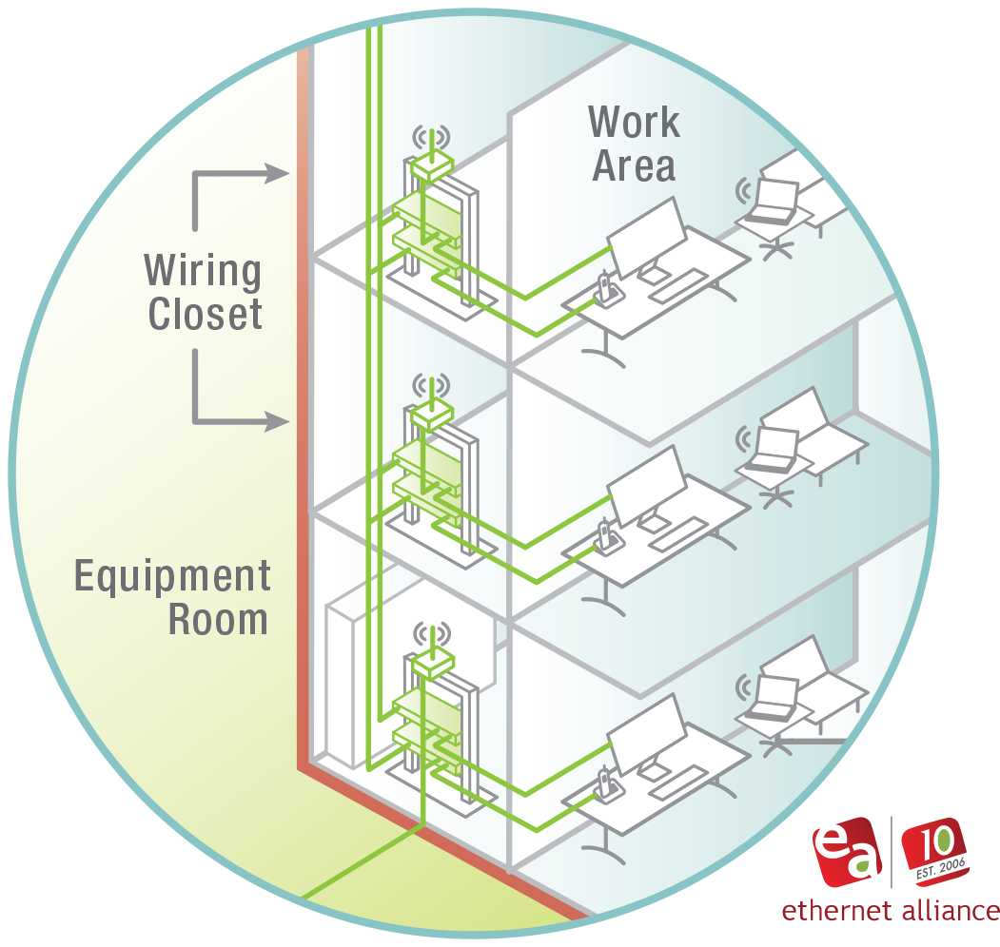 Work
Area
Wiring
Closet
Equipment
Room
ea
10
EST. 2006
ethernet alliance